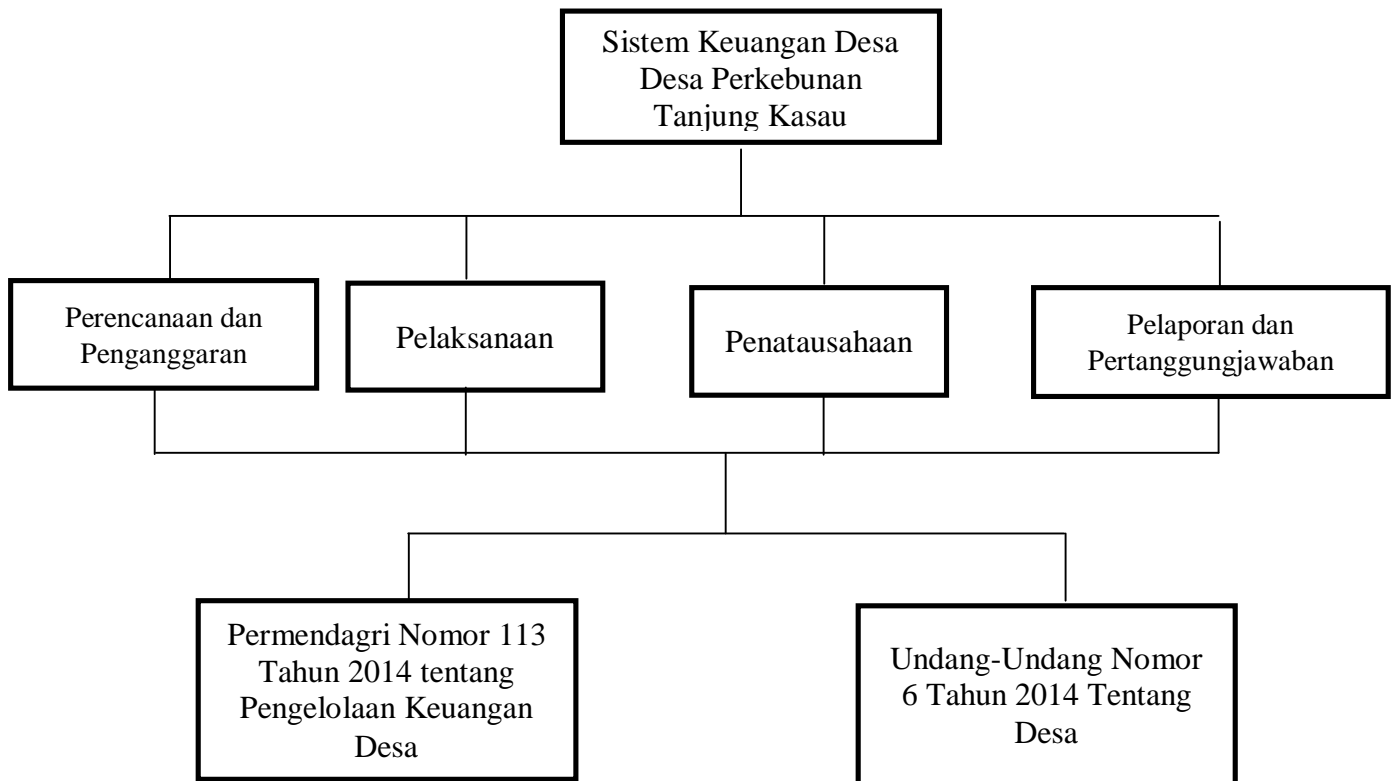 Sistem Keuangan Desa
Desa Perkebunan
Tanjung Kasau
Perencanaan dan
Penganggaran
Pelaksanaan
Penatausahaan
Pelaporan dan
Pertanggungjawaban
Permendagri Nomor 113
Tahun 2014 tentang
Pengelolaan Keuangan
Desa
Undang-Undang Nomor
6 Tahun 2014 Tentang
Desa